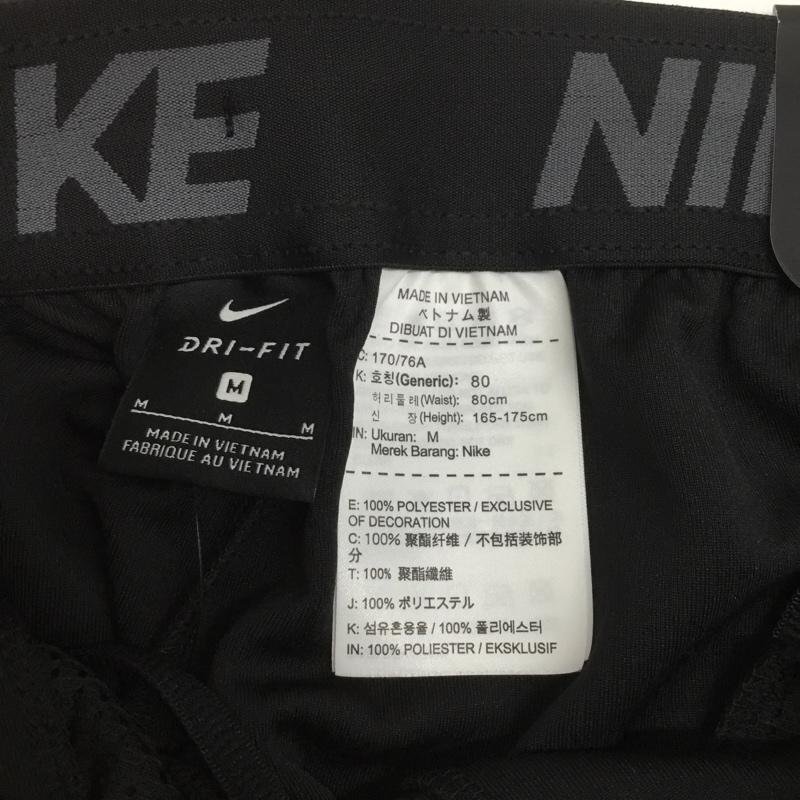 KE
NI
DRI-FIT
M
M
M
M
MADE IN VIETNAM
FABRIQUE AU VIETNAM
MADE IN VIETNAM
ベトナム製
DIBUAT DI VIETNAM
C: 170/76A
K: 호칭(Generic): 80
허리둘레(Waist): 80cm
신 장(Height): 165-175cm
IN: Ukuran: M
Merek Barang: Nike
E: 100% POLYESTER / EXCLUSIVE
OF DECORATION
C: 100% 聚酯纤维 / 不包括装饰部
分
T: 100% 聚酯纖維
J: 100% ポリエステル
K: 섬유혼용율 / 100% 폴리에스터
IN: 100% POLIESTER / EKSKLUSIF